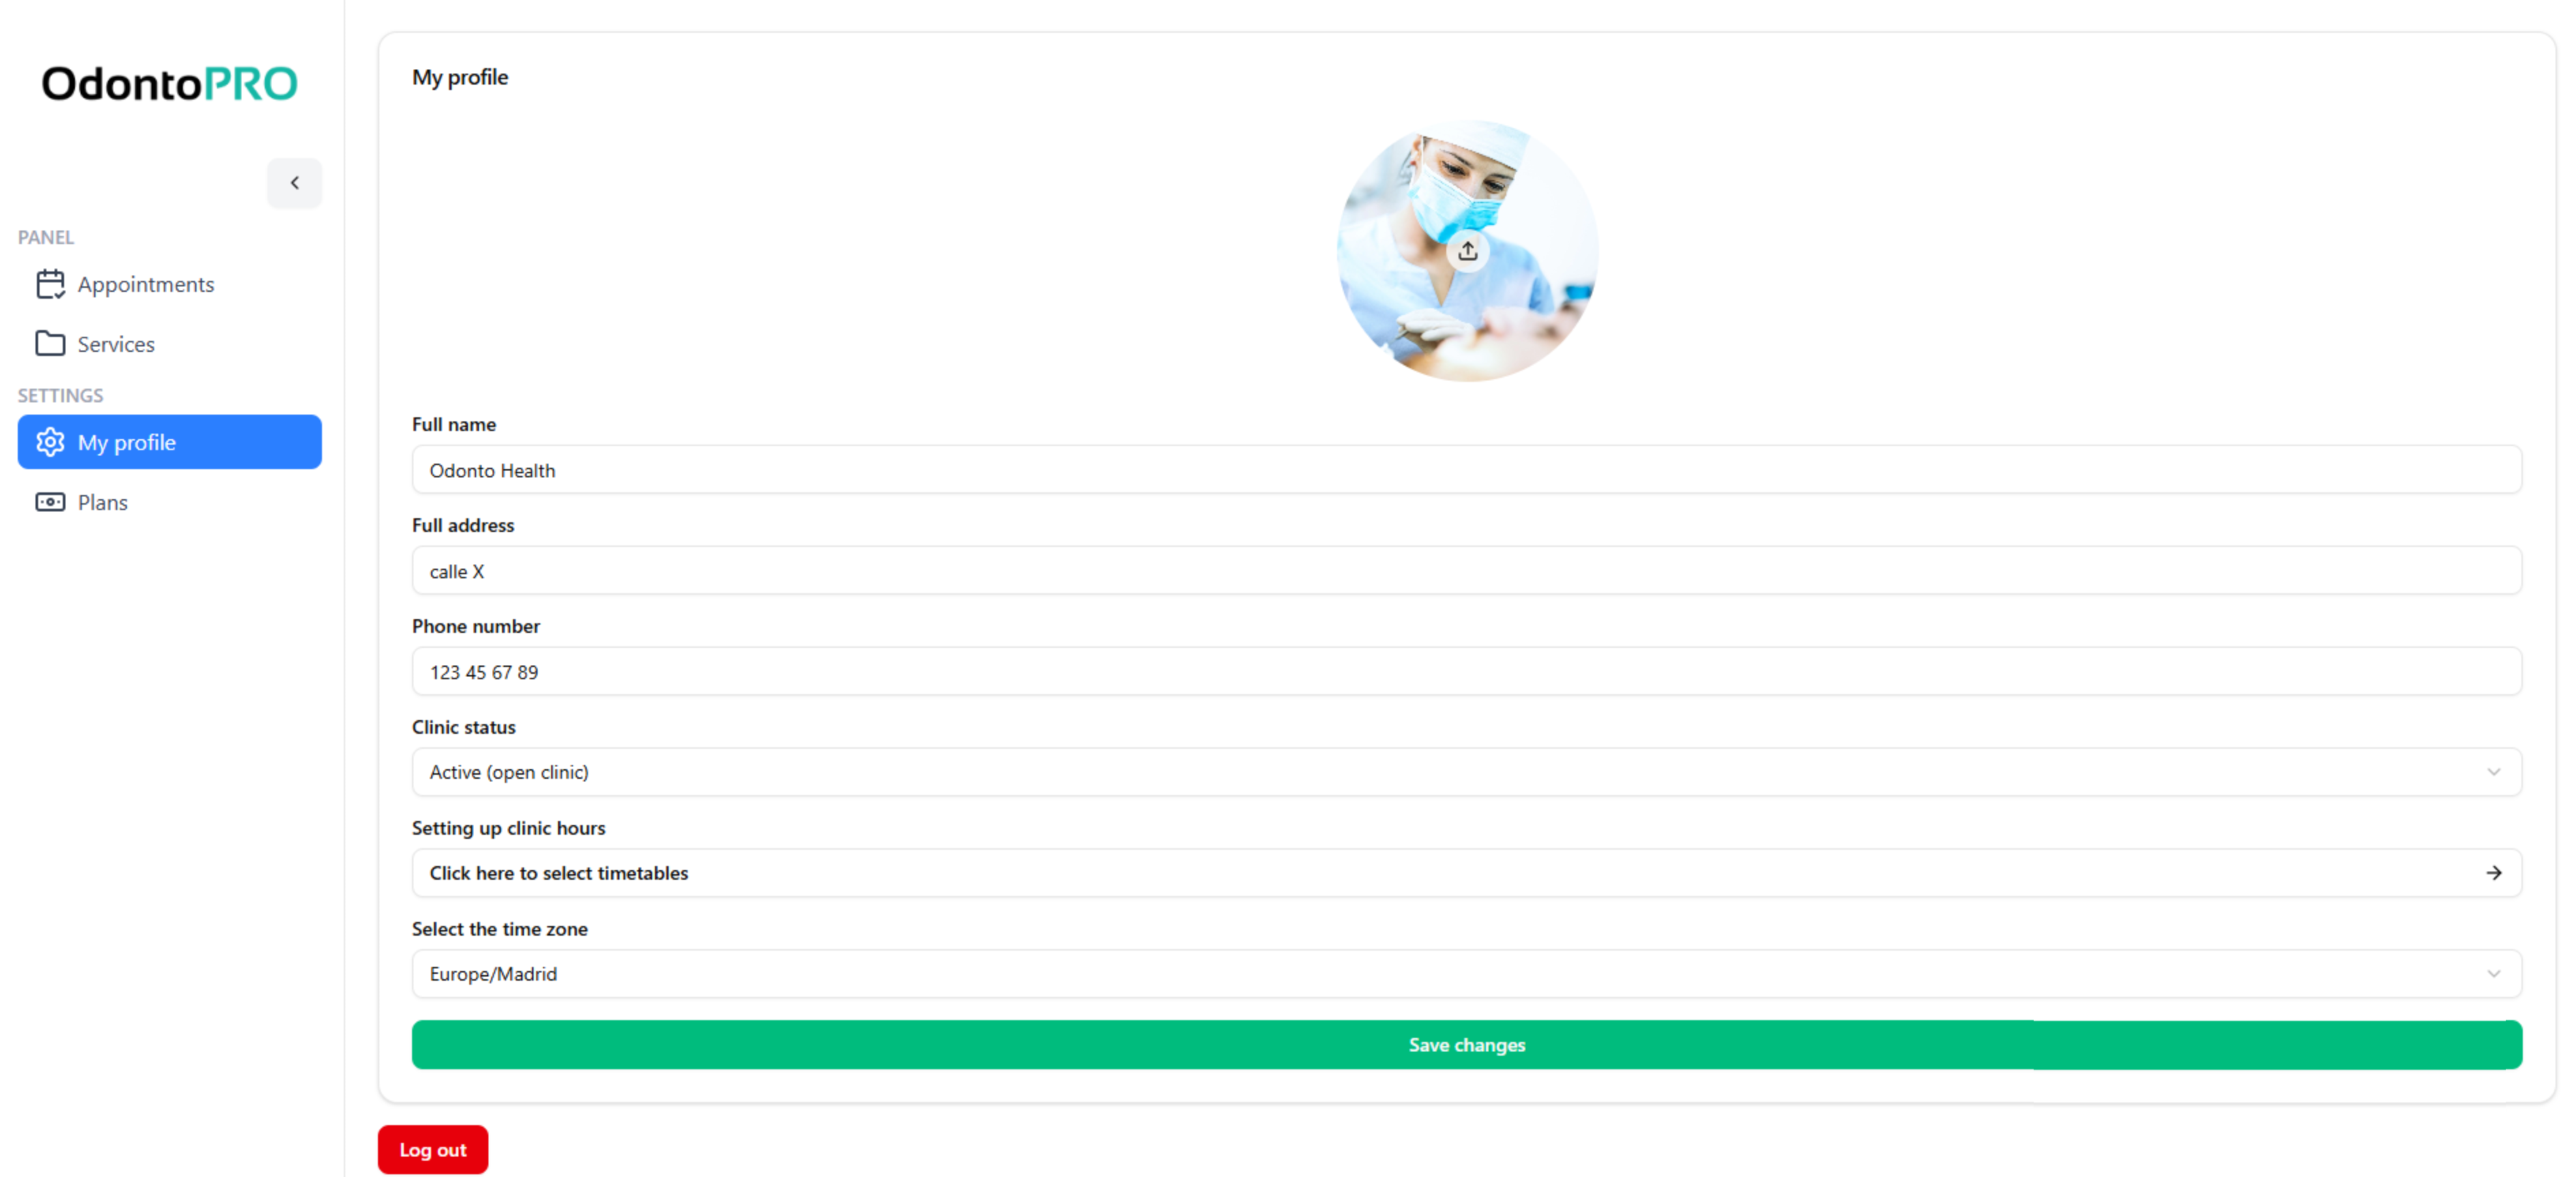 OdontoPRO
PANEL
Appointments
Services
SETTINGS
My profile
Plans
My profile
Full name
Odonto Health
Full address
calle X
Phone number
123 45 67 89
Clinic status
Active (open clinic)
Setting up clinic hours
Click here to select timetables
Select the time zone
Europe/Madrid
Save changes
Log out